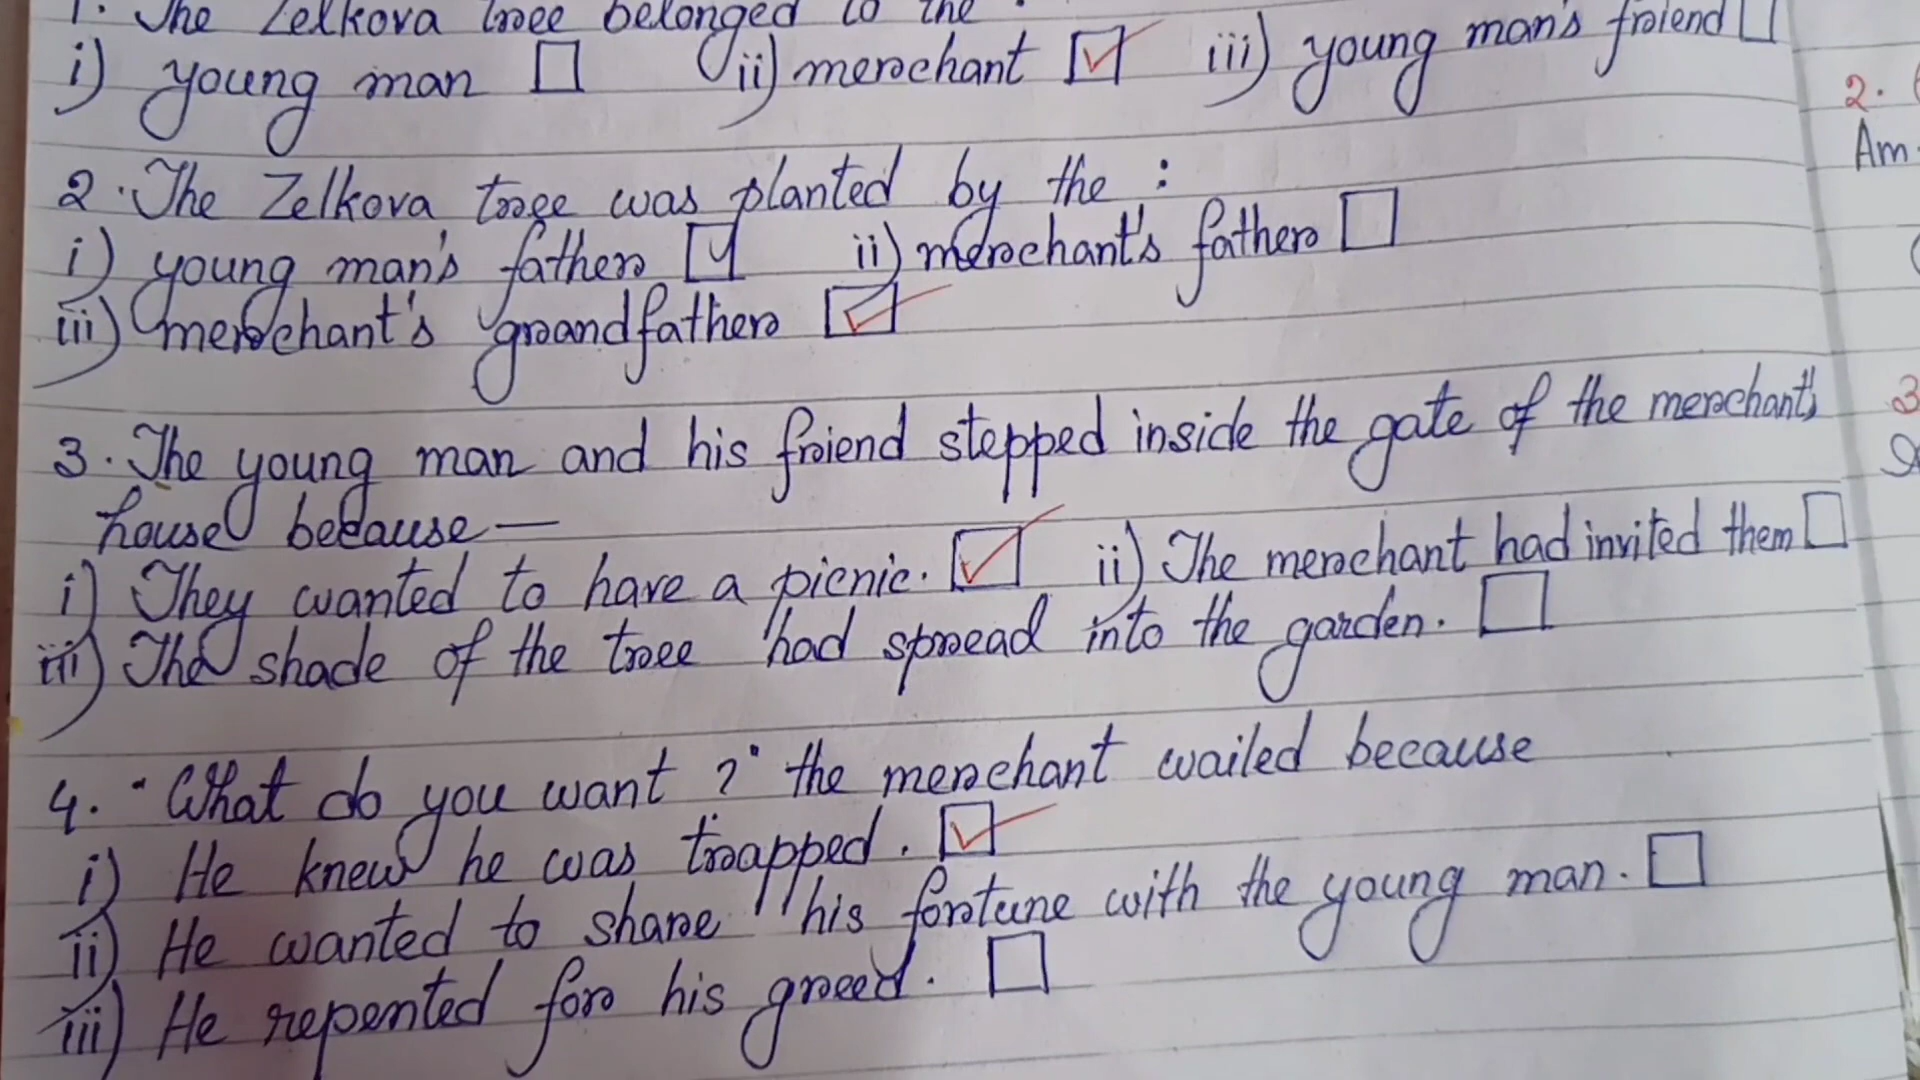 1. The Zelkova tree belonged to the :
i) young man ii) merchant iii) young man's friend
2. The Zelkova tree was planted by the :
i) young man's father ii) merchant's father
iii) merchant's grandfather
3. The young man and his friend stepped inside the gate of the merchant's
house because —
i) They wanted to have a picnic. ii) The merchant had invited them
iii) The shade of the tree had spread into the garden.
4. "What do you want ?" the merchant wailed because
i) He knew he was trapped.
ii) He wanted to share his fortune with the young man.
iii) He repented for his greed.
2.
Am
3